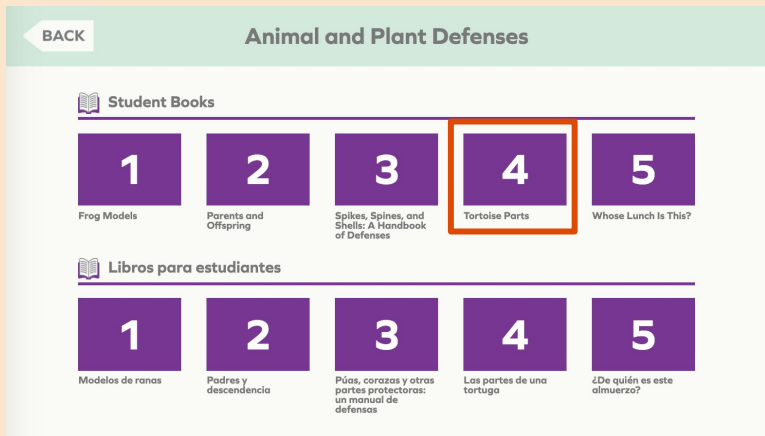 BACK
Animal and Plant Defenses
Student Books
1
2
3
4
5
Frog Models
Parents and
Offspring
Spikes, Spines, and
Shells: A Handbook
of Defenses
Tortoise Parts
Whose Lunch Is This?
Libros para estudiantes
1
2
3
4
5
Modelos de ranas
Padres y
descendencia
Púas, corazas y otras
partes protectoras:
un manual de
defensas
Las partes de una
tortuga
¿De quién es este
almuerzo?